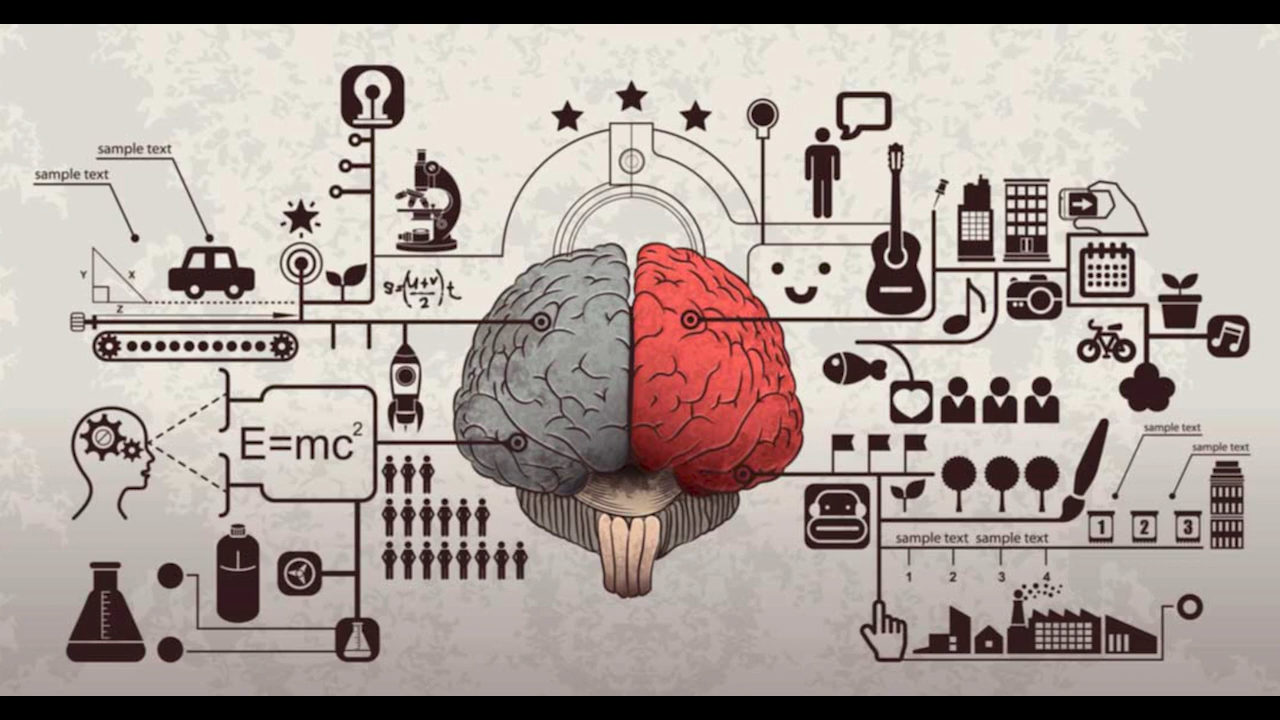 sample text
sample text
Y
X
Z
s=(u+v/2)t
E=mc²
sample text
sample text
1 2 3
sample text sample text
1 2 3 4